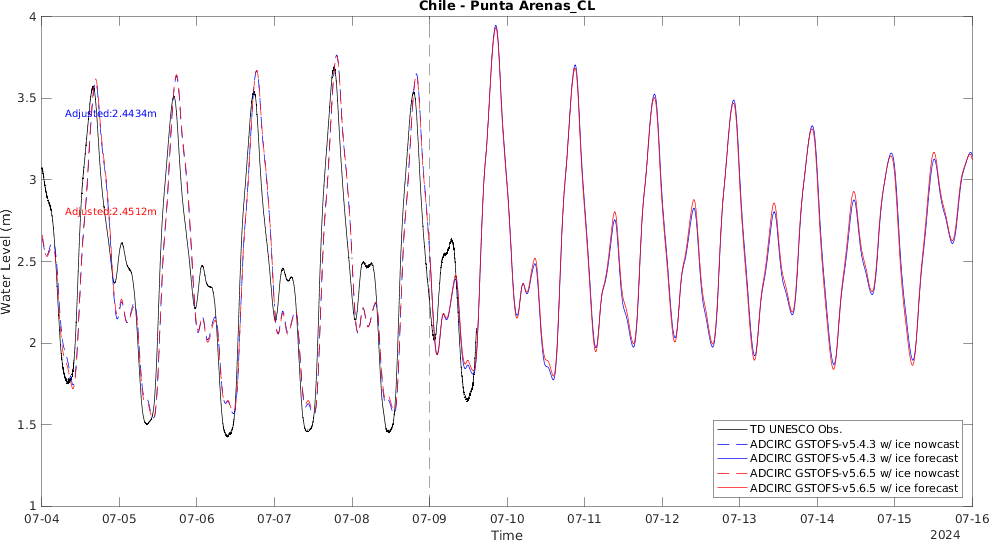 Chile - Punta Arenas_CL
4
3.5
3
2.5
2
1.5
1
Water Level (m)
Adjusted:2.4434m
Adjusted:2.4512m
TD UNESCO Obs.
ADCIRC GSTOFS-v5.4.3 w/ ice nowcast
ADCIRC GSTOFS-v5.4.3 w/ ice forecast
ADCIRC GSTOFS-v5.6.5 w/ ice nowcast
ADCIRC GSTOFS-v5.6.5 w/ ice forecast
07-04 07-05 07-06 07-07 07-08 07-09 07-10 07-11 07-12 07-13 07-14 07-15 07-16
Time
2024